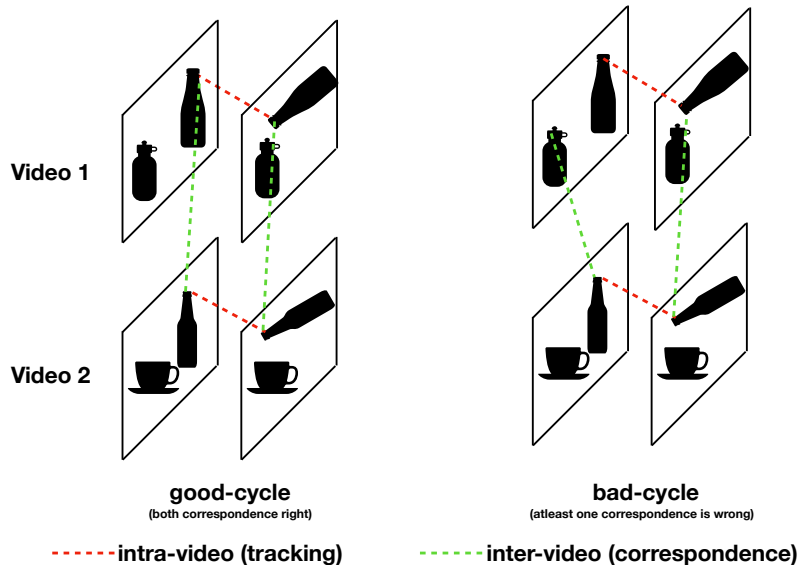 Video 1
Video 2
good-cycle
(both correspondence right)
bad-cycle
(atleast one correspondence is wrong)
intra-video (tracking)
inter-video (correspondence)